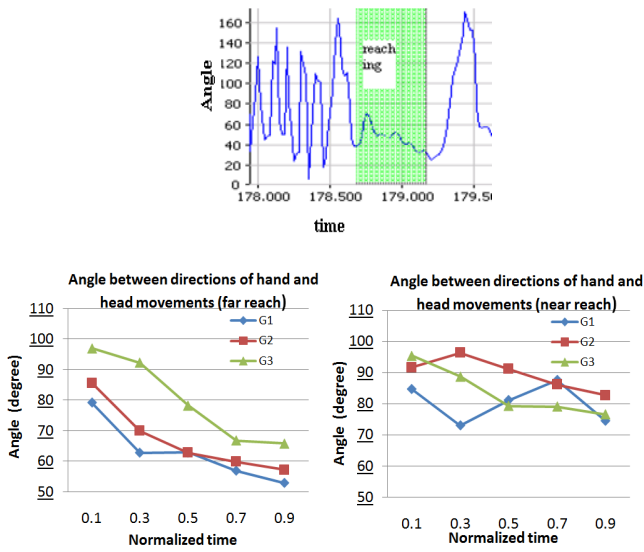 160
140
120
100
80
60
40
20
0
Angle
reach
ing
178.000 178.500 179.000 179.5
time
Angle between directions of hand and
head movements (far reach)
110
100
90
80
70
60
50
Angle (degree)
G1
G2
G3
0.1 0.3 0.5 0.7 0.9
Normalized time
Angle between directions of hand and
head movements (near reach)
110
100
90
80
70
60
50
Angle (degree)
G1
G2
G3
0.1 0.3 0.5 0.7 0.9
Normalized time